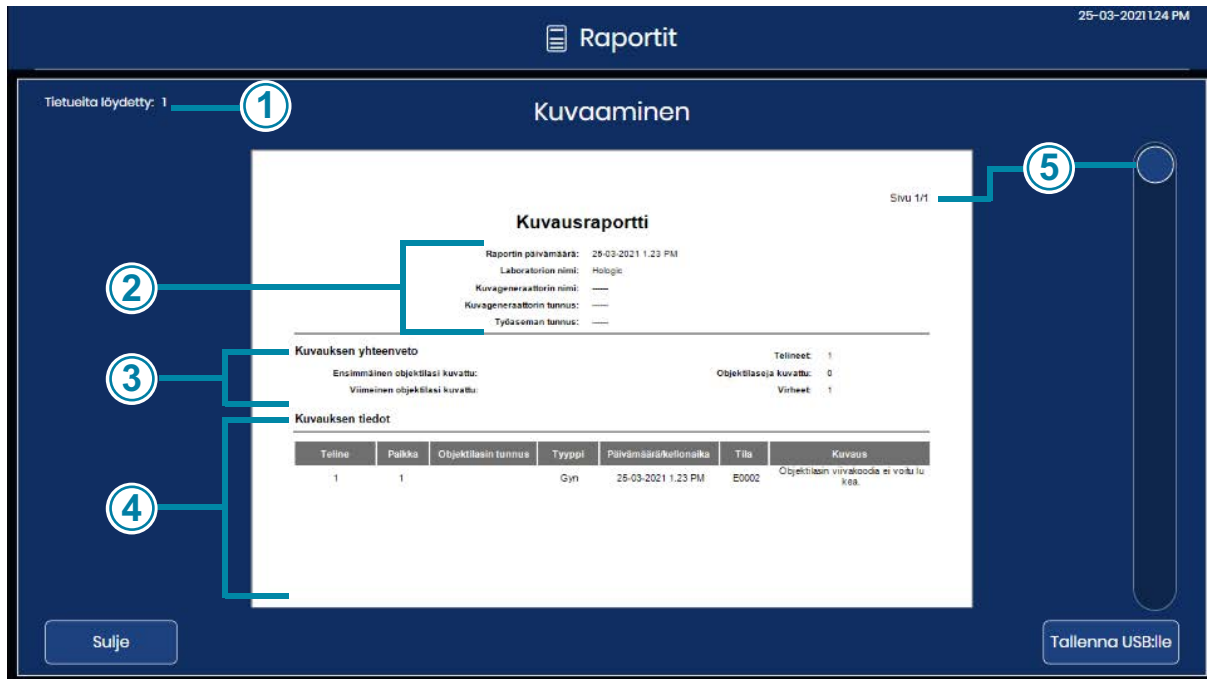 25-03-2021 1.24 PM
Raportit
Tietueita löydetty: 1
1
Kuvaaminen
5
Sivu 1/1
Kuvausraportti
2
Raportin päivämäärä: 25-03-2021 1.23 PM
Laboratorion nimi: Hologic
Kuvageneraattorin nimi: -----
Kuvageneraattorin tunnus: -----
Työaseman tunnus: -----
3
Kuvauksen yhteenveto
Telineet: 1
Ensimmäinen objektilasi kuvattu: Objektilaseja kuvattu: 0
Viimeinen objektilasi kuvattu: Virheet: 1
4
Kuvauksen tiedot
Teline Paikka Objektilasin tunnus Tyyppi Päivämäärä/kellonaika Tila Kuvaus
1 1 Gyn 25-03-2021 1.23 PM E0002 Objektilasin viivakoodia ei voitu lu
kea.
Sulje
Tallenna USB:lle